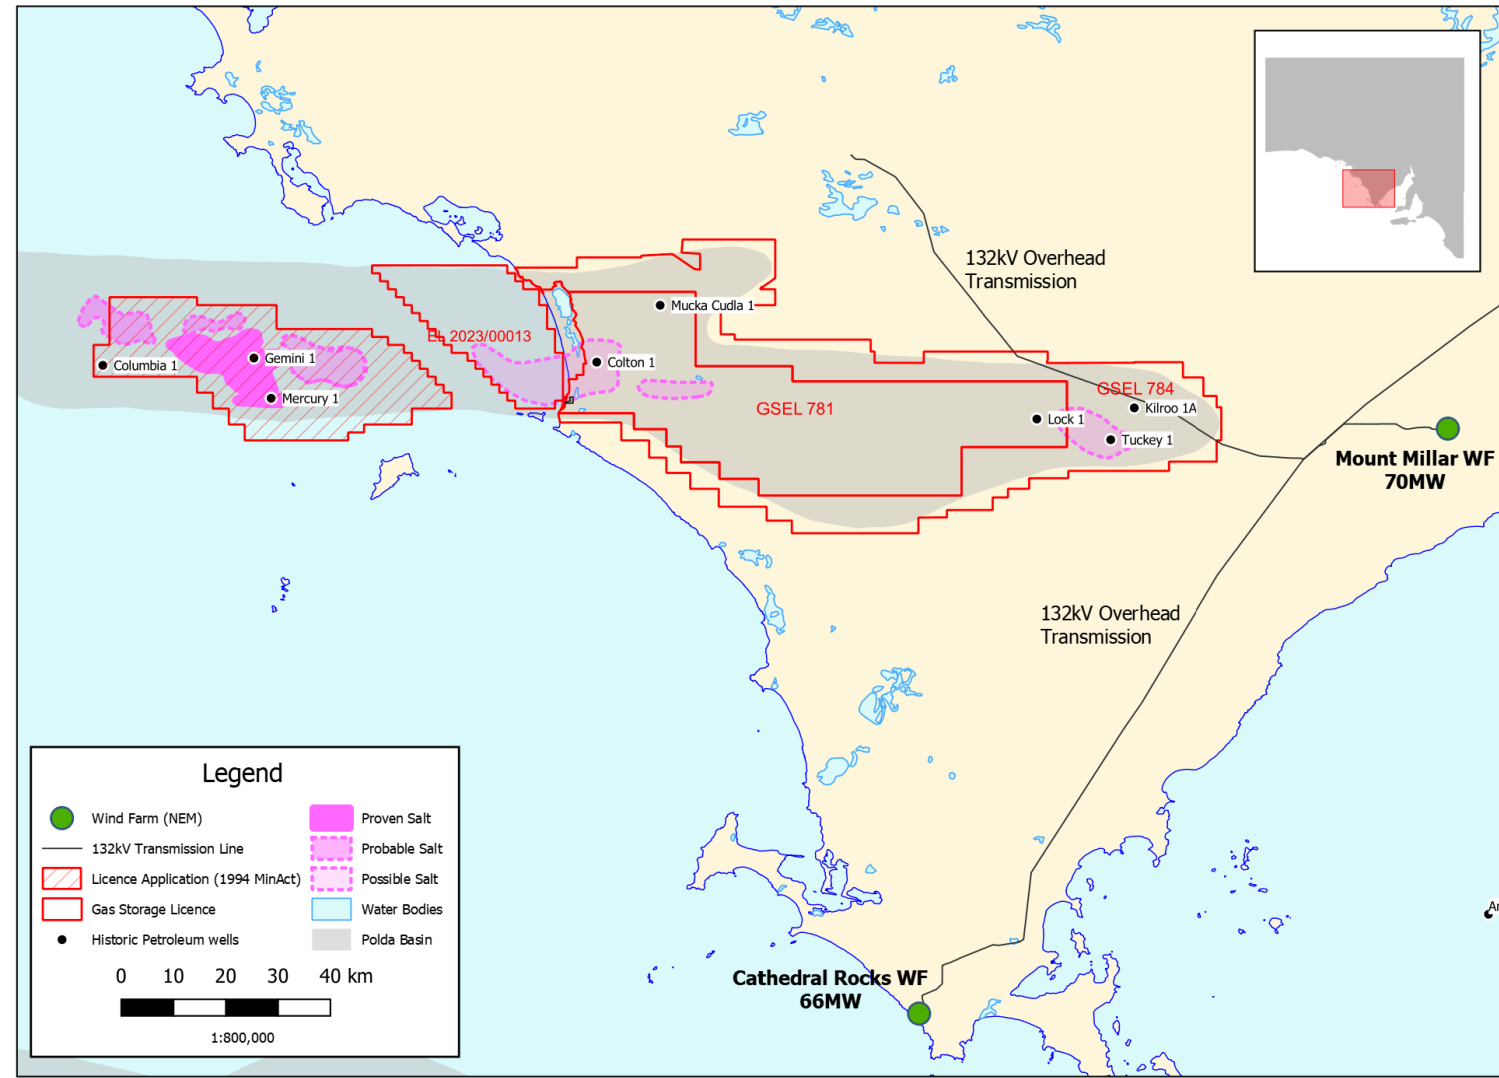 132kV Overhead
Transmission
Mucka Cudla 1
EL 2023/00013
Gemini 1
Columbia 1
Colton 1
Mercury 1
GSEL 784
GSEL 781
Kilroo 1A
Lock 1
Tuckey 1
Mount Millar WF
70MW
132kV Overhead
Transmission
Cathedral Rocks WF
66MW
Legend
Wind Farm (NEM)
132kV Transmission Line
Licence Application (1994 MinAct)
Gas Storage Licence
Historic Petroleum wells
Proven Salt
Probable Salt
Possible Salt
Water Bodies
Polda Basin
0 10 20 30 40 km
1:800,000